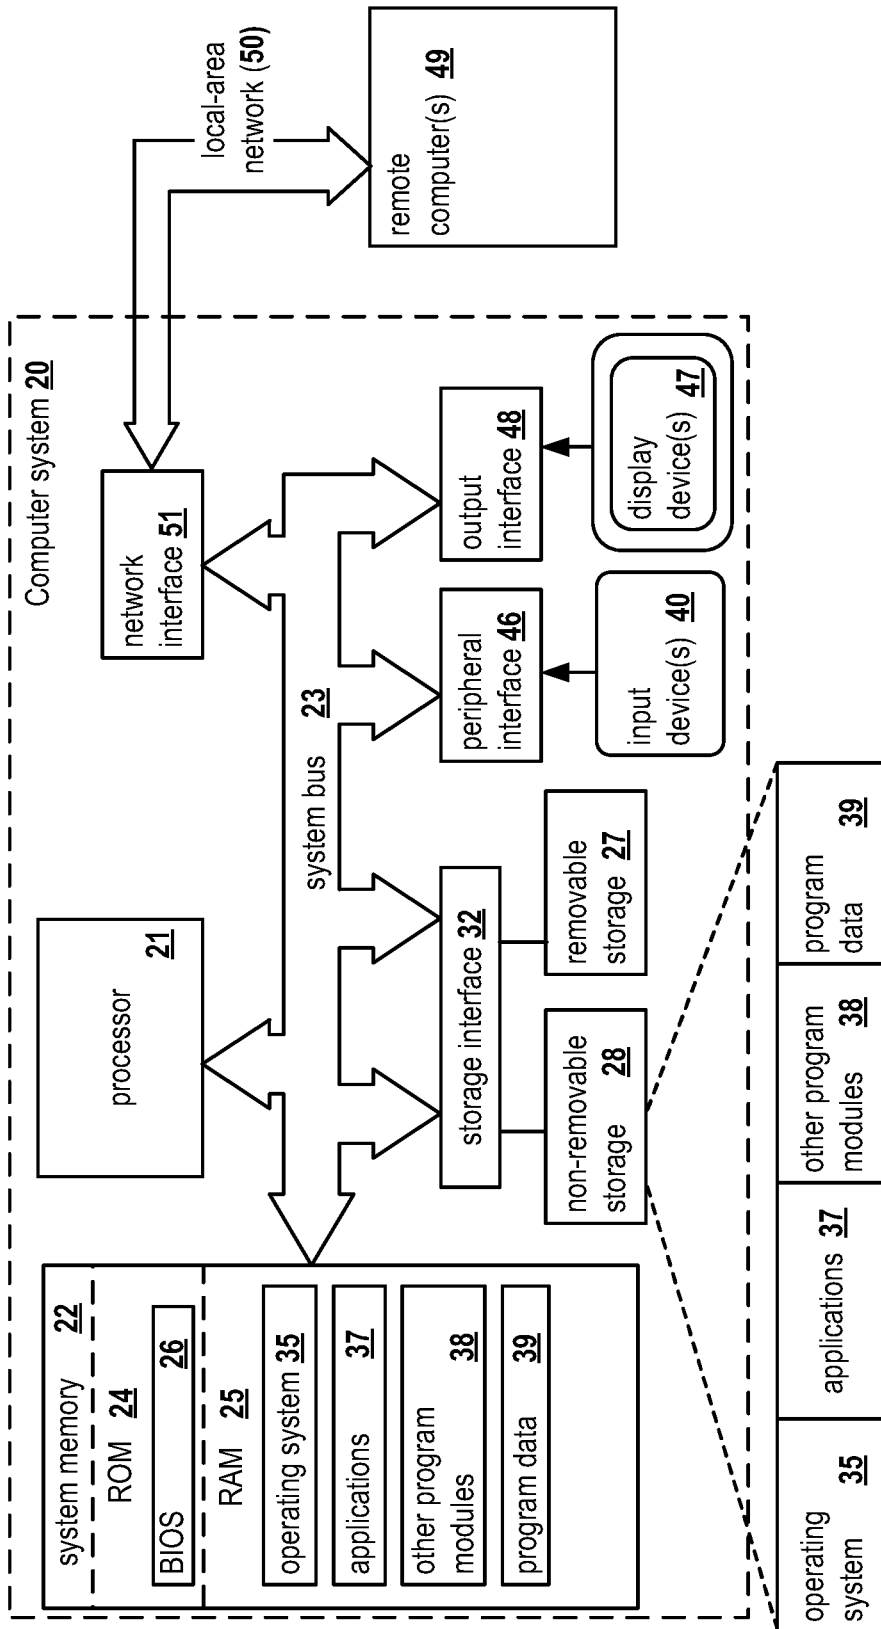 Computer system 20
system memory 22
ROM 24
BIOS 26
RAM 25
operating system 35
applications 37
other program
modules 38
program data 39
processor 21
network
interface 51
local-area
network (50)
remote
computer(s) 49
system bus 23
storage interface 32
peripheral
interface 46
output
interface 48
non-removable
storage 28
removable
storage 27
input
device(s) 40
display
device(s) 47
operating
system 35
applications 37
other program
modules 38
program
data 39